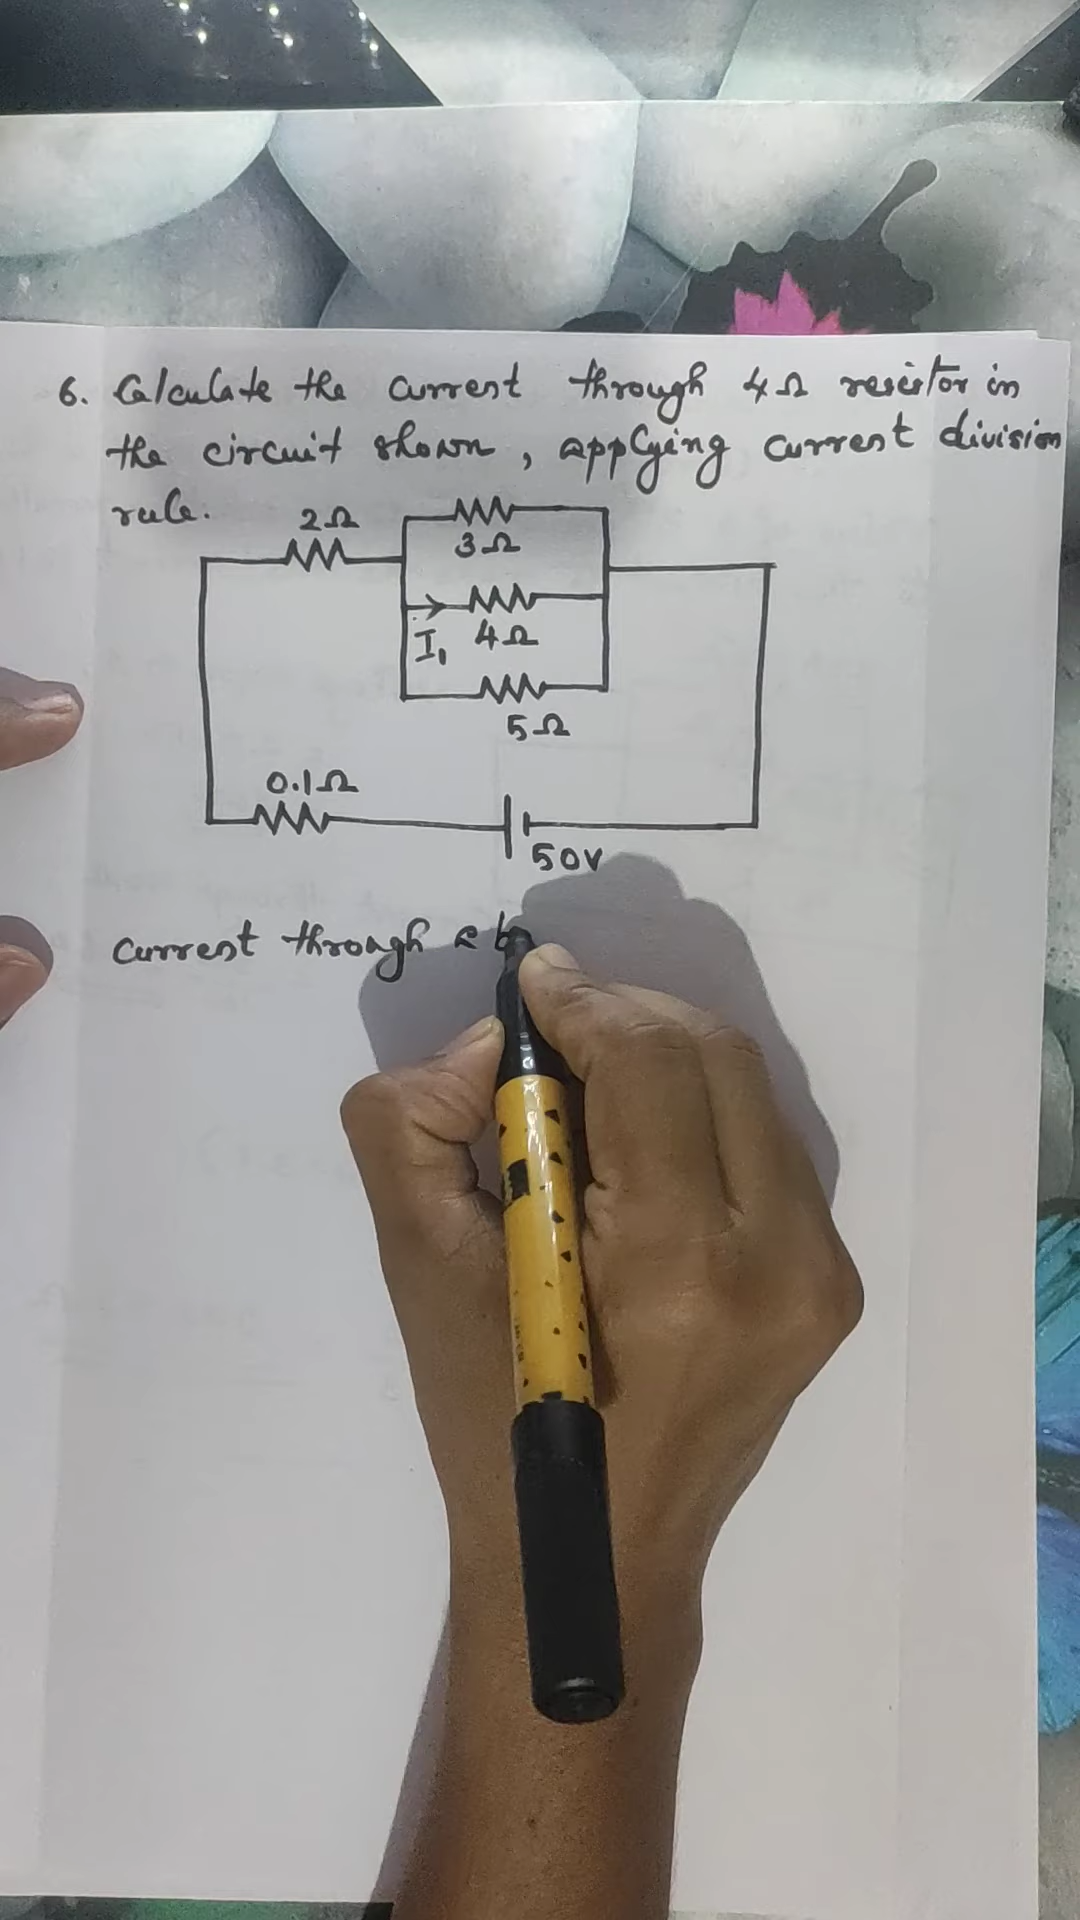 6. Calculate the current through 4Ω resistor in
the circuit shown, applying current division
rule.
2Ω
3Ω
I₁ 4Ω
5Ω
0.1Ω
50V
current through a b